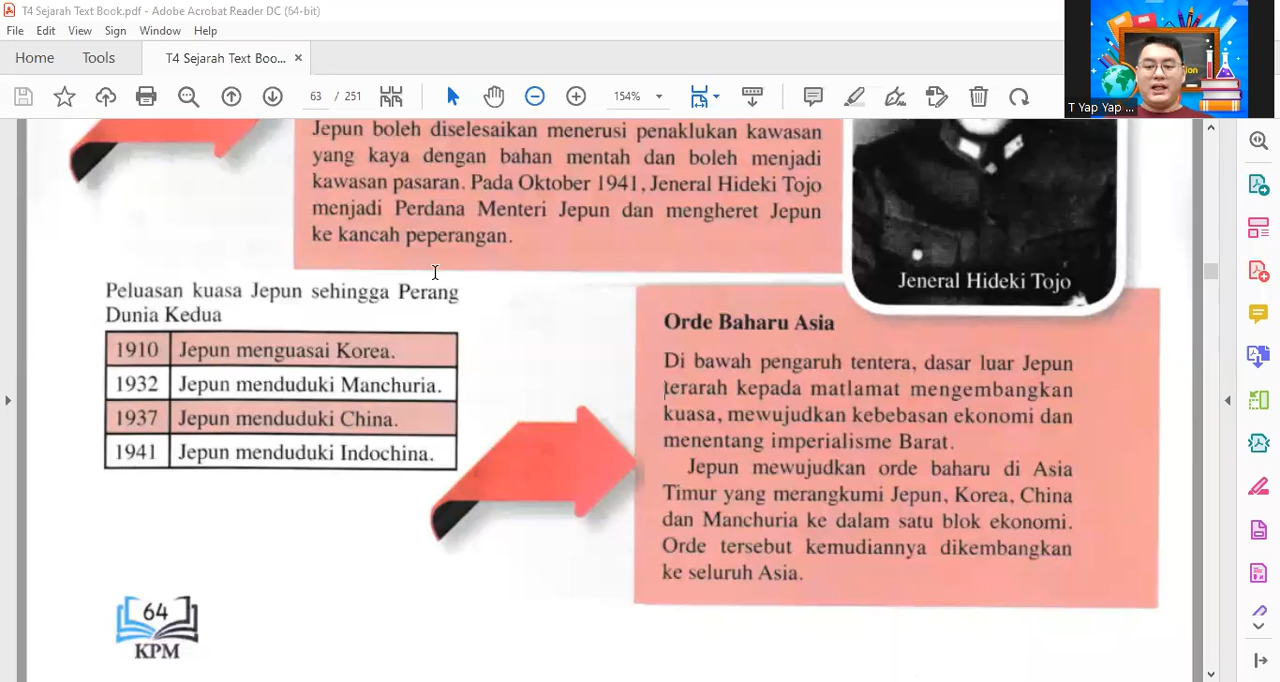 T4 Sejarah Text Book.pdf - Adobe Acrobat Reader DC (64-bit)
File Edit View Sign Window Help
Home Tools T4 Sejarah Text Boo... ×
63 / 251 154%
T Yap Yap ...
Jepun boleh diselesaikan menerusi penaklukan kawasan
yang kaya dengan bahan mentah dan boleh menjadi
kawasan pasaran. Pada Oktober 1941, Jeneral Hideki Tojo
menjadi Perdana Menteri Jepun dan mengheret Jepun
ke kancah peperangan.
Jeneral Hideki Tojo
Peluasan kuasa Jepun sehingga Perang
Dunia Kedua
1910 Jepun menguasai Korea.
1932 Jepun menduduki Manchuria.
1937 Jepun menduduki China.
1941 Jepun menduduki Indochina.
Orde Baharu Asia
Di bawah pengaruh tentera, dasar luar Jepun
terarah kepada matlamat mengembangkan
kuasa, mewujudkan kebebasan ekonomi dan
menentang imperialisme Barat.
Jepun mewujudkan orde baharu di Asia
Timur yang merangkumi Jepun, Korea, China
dan Manchuria ke dalam satu blok ekonomi.
Orde tersebut kemudiannya dikembangkan
ke seluruh Asia.
64
KPM